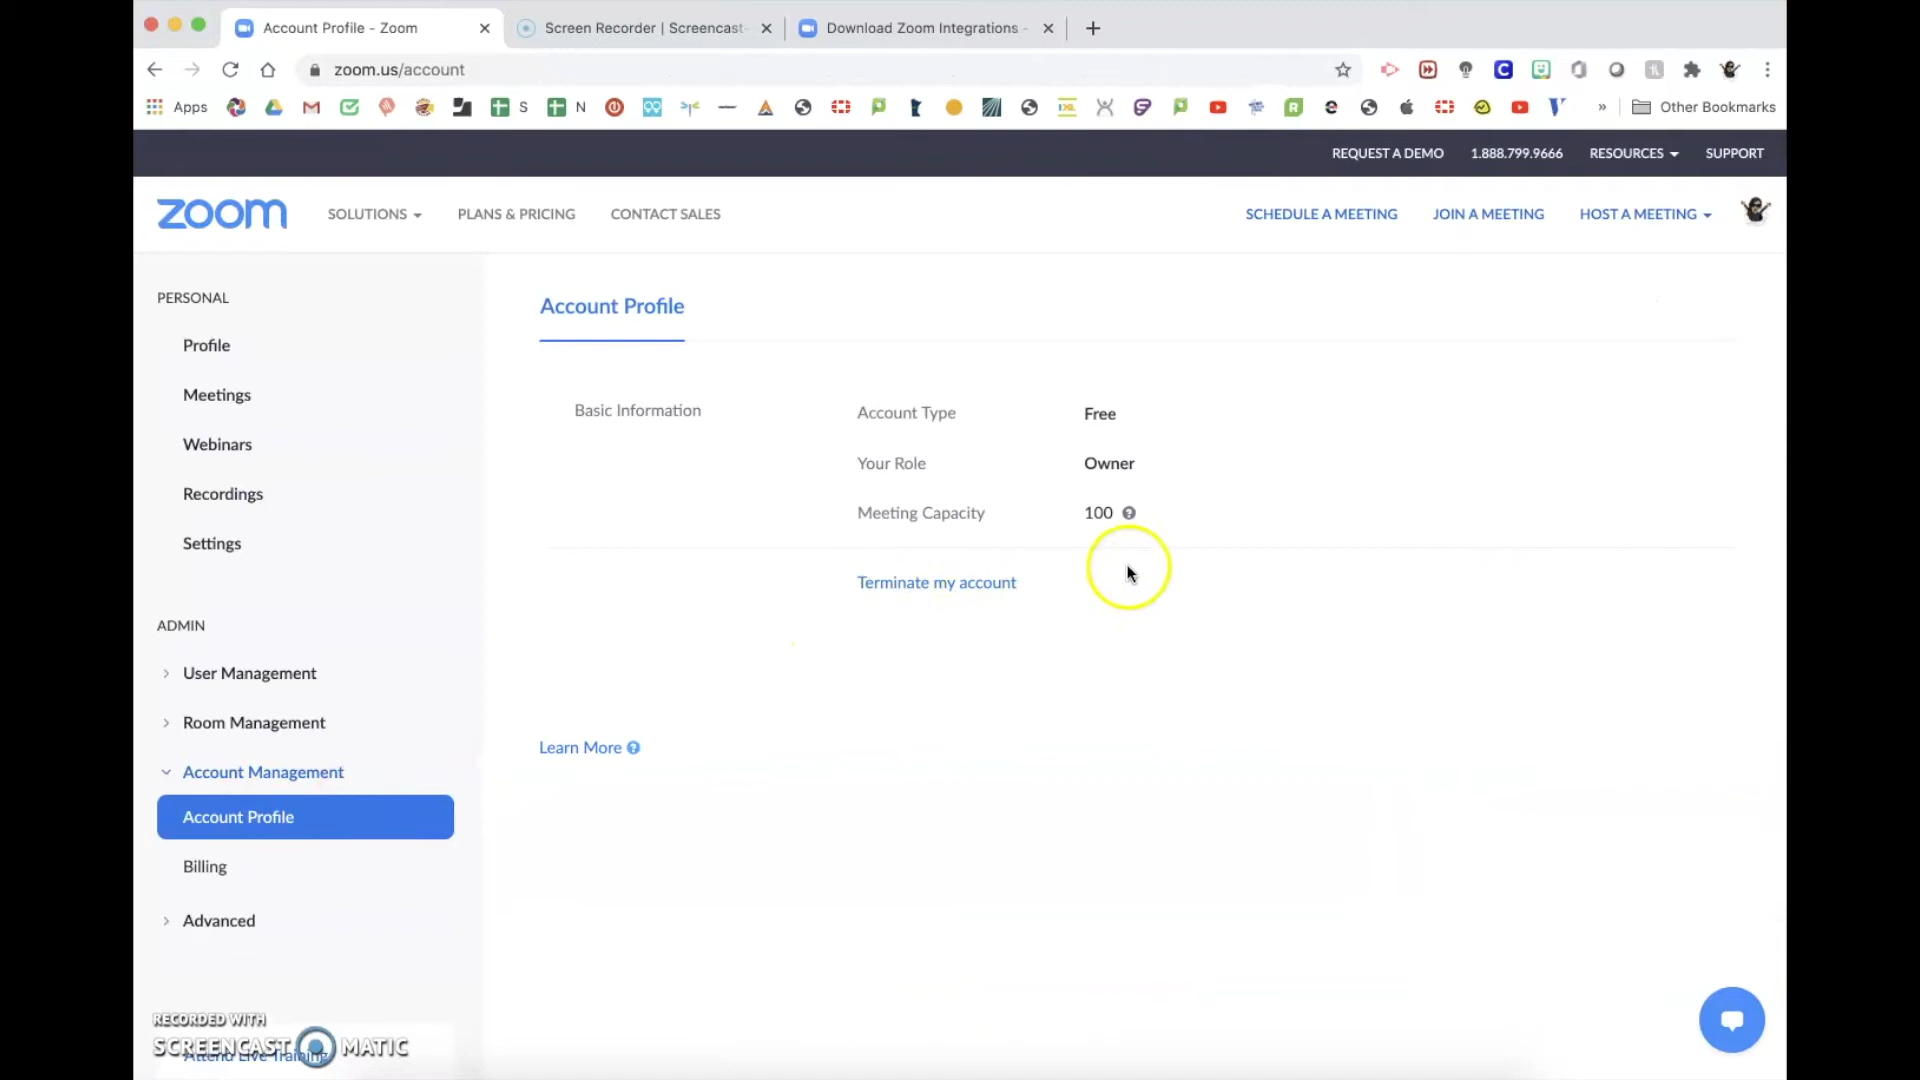 Account Profile - Zoom
Screen Recorder | Screencast-
Download Zoom Integrations -
zoom.us/account
Apps
S
N
Other Bookmarks
REQUEST A DEMO
1.888.799.9666
RESOURCES
SUPPORT
zoom
SOLUTIONS
PLANS & PRICING
CONTACT SALES
SCHEDULE A MEETING
JOIN A MEETING
HOST A MEETING
PERSONAL
Profile
Meetings
Webinars
Recordings
Settings
ADMIN
User Management
Room Management
Account Management
Account Profile
Billing
Advanced
Attend Live Training
Account Profile
Basic Information
Account Type Free
Your Role Owner
Meeting Capacity 100
Terminate my account
Learn More
RECORDED WITH
SCREENCAST MATIC